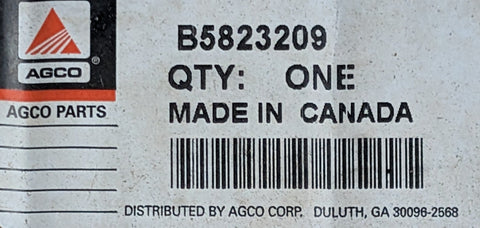 B5823209
QTY: ONE
MADE IN CANADA
AGCO®
AGCO PARTS
DISTRIBUTED BY AGCO CORP. DULUTH, GA 30096-2568